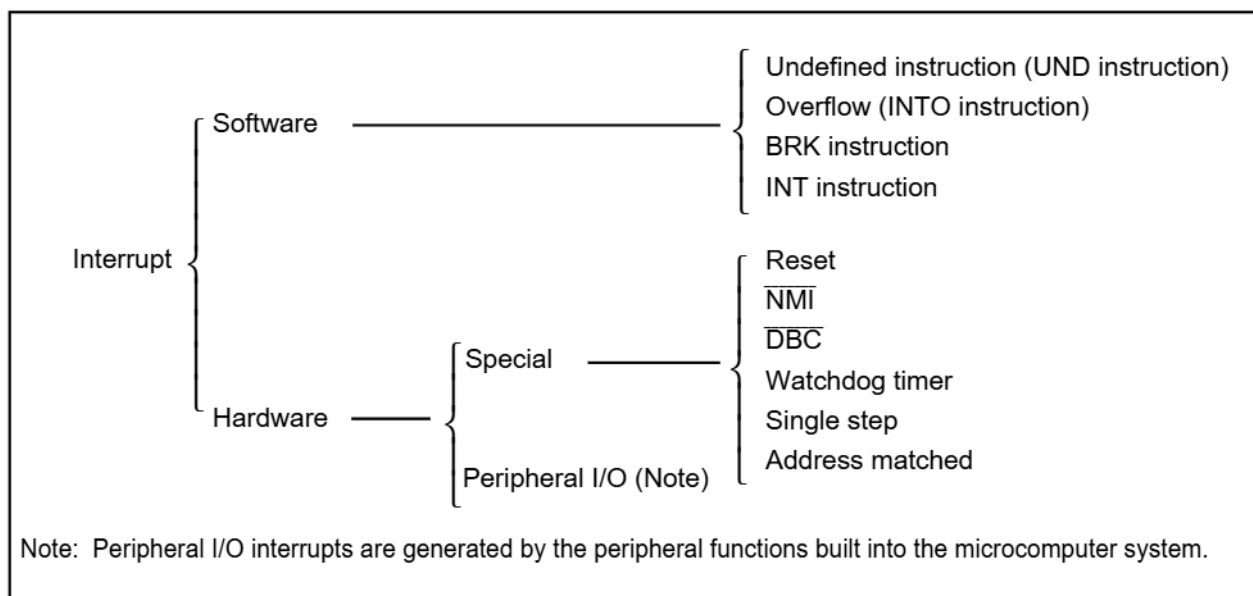 Undefined instruction (UND instruction)
Software
Overflow (INTO instruction)
BRK instruction
INT instruction
Interrupt
Reset
N̅M̅I̅
D̅B̅C̅
Special
Watchdog timer
Hardware
Single step
Address matched
Peripheral I/O (Note)
Note: Peripheral I/O interrupts are generated by the peripheral functions built into the microcomputer system.